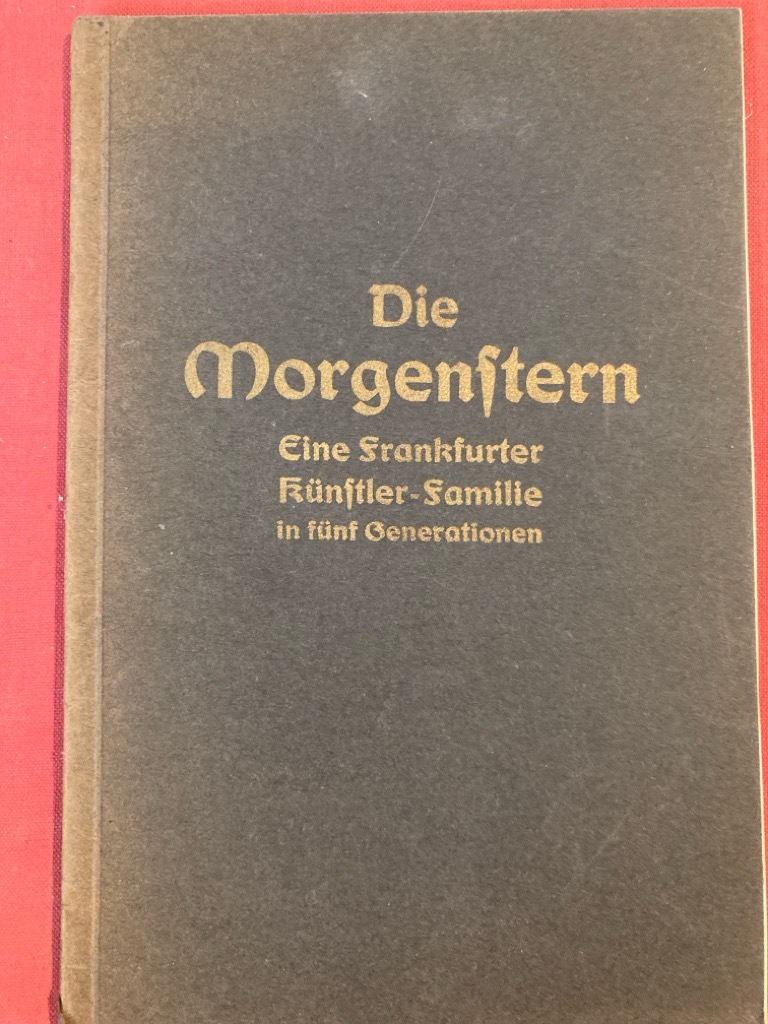 Die
Morgenſtern
Eine Frankfurter
Künſtler-Familie
in fünf Generationen